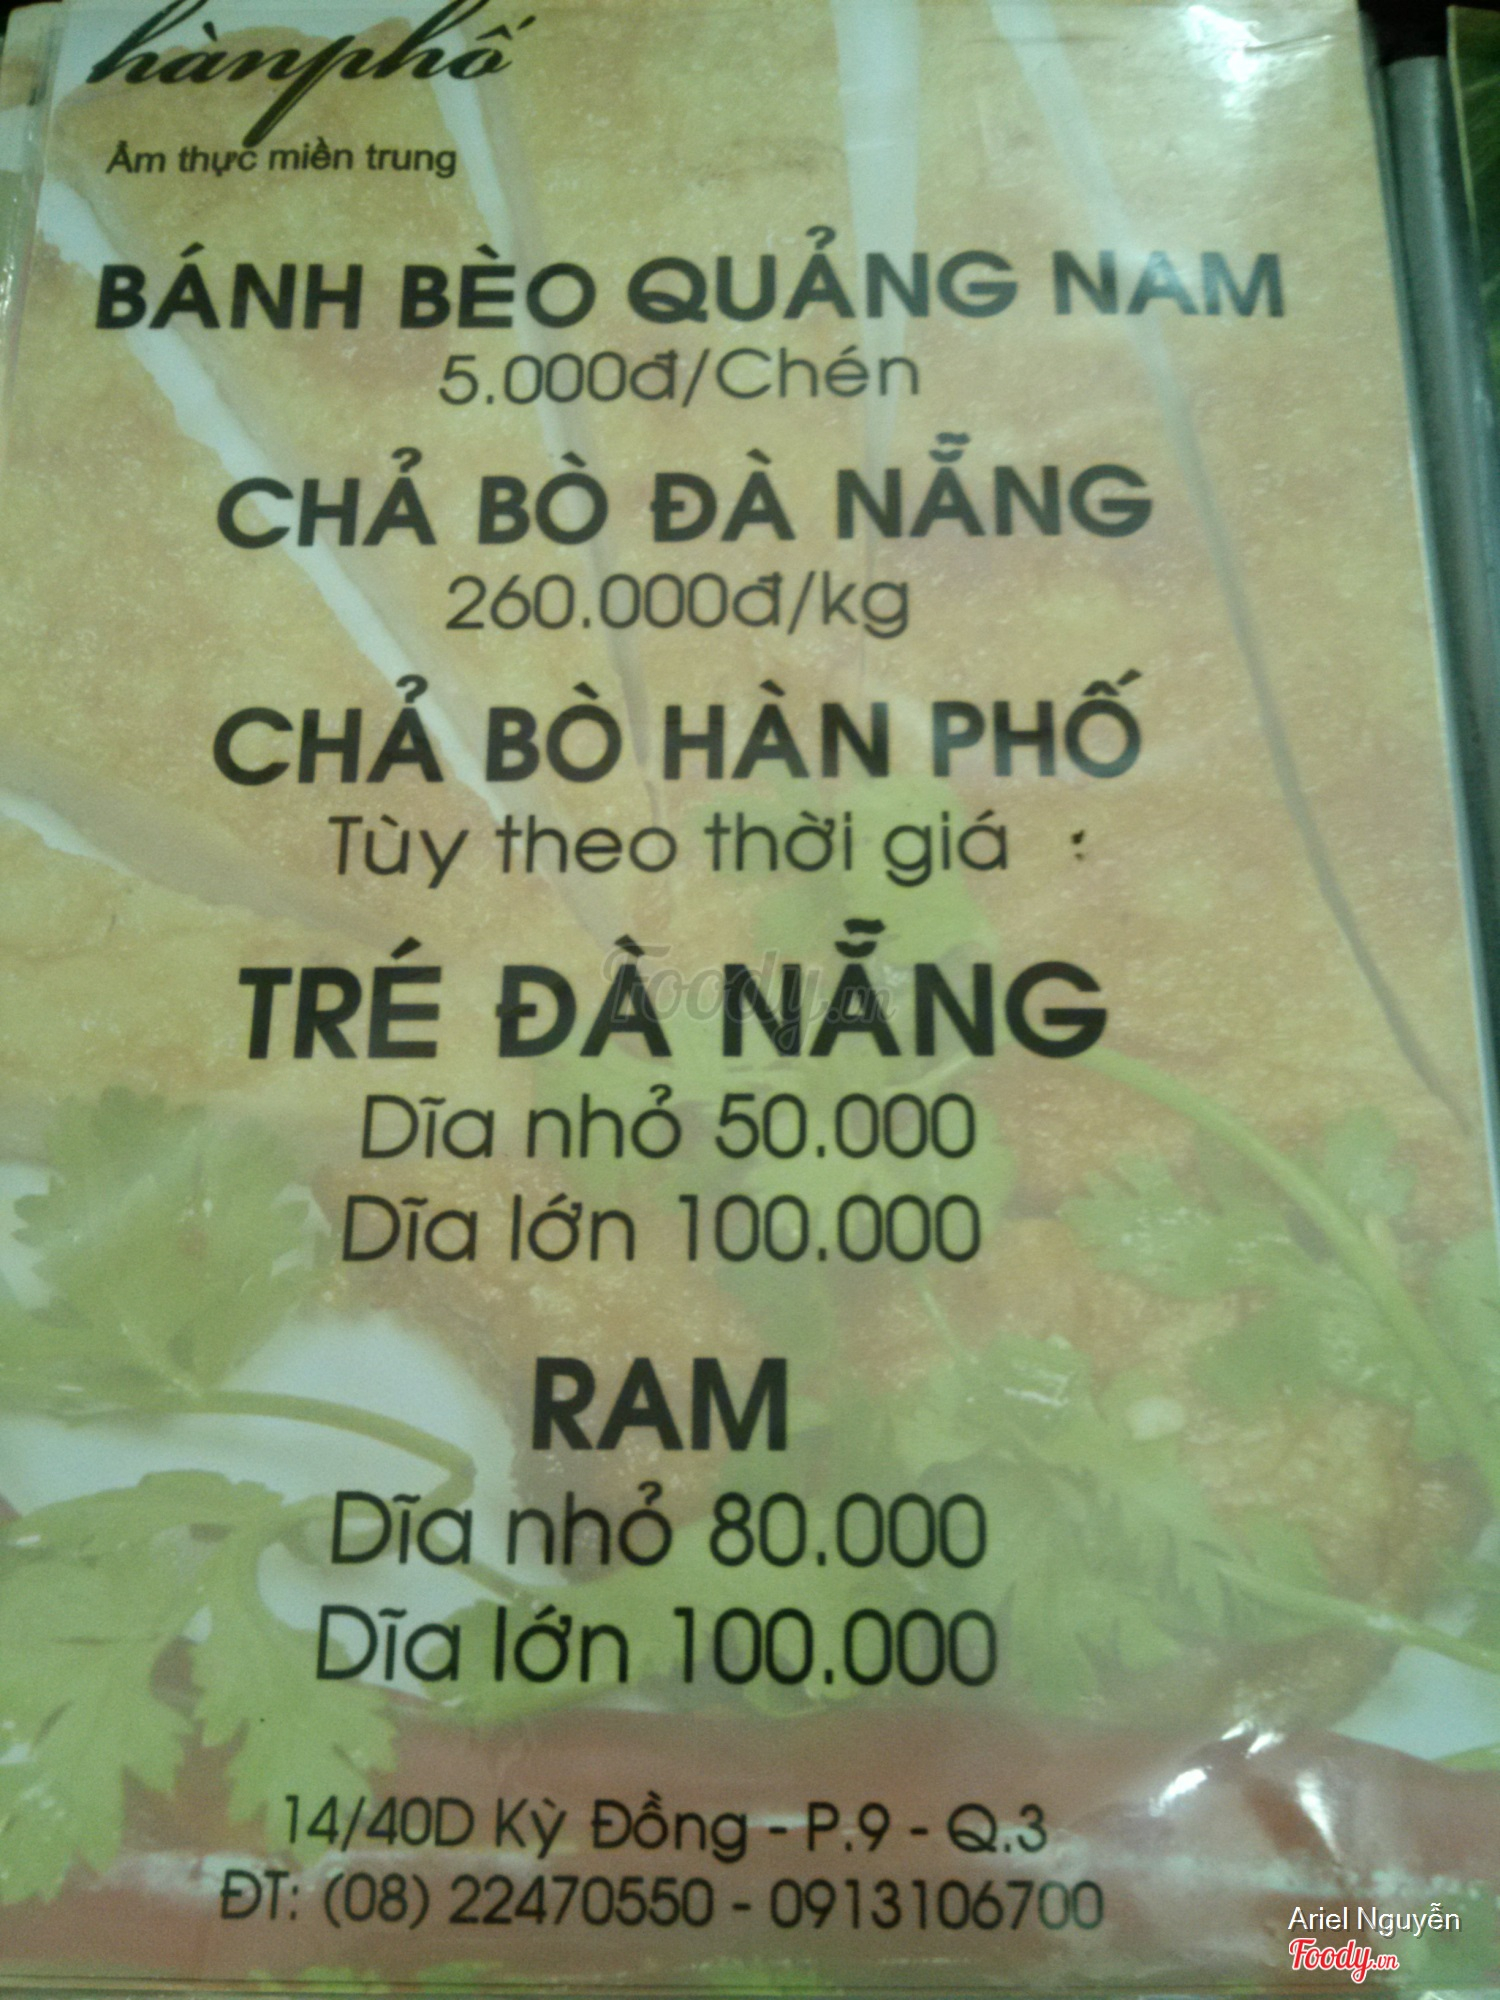 hànphố
Ẩm thực miền trung
BÁNH BÈO QUẢNG NAM
5.000đ/Chén
CHẢ BÒ ĐÀ NẴNG
260.000đ/kg
CHẢ BÒ HÀN PHỐ
Tùy theo thời giá
TRÉ ĐÀ NẴNG
Foody.vn
Dĩa nhỏ 50.000
Dĩa lớn 100.000
RAM
Dĩa nhỏ 80.000
Dĩa lớn 100.000
14/40D Kỳ Đồng - P.9 - Q.3
ĐT: (08) 22470550 - 0913106700
Ariel Nguyễn
Foody.vn